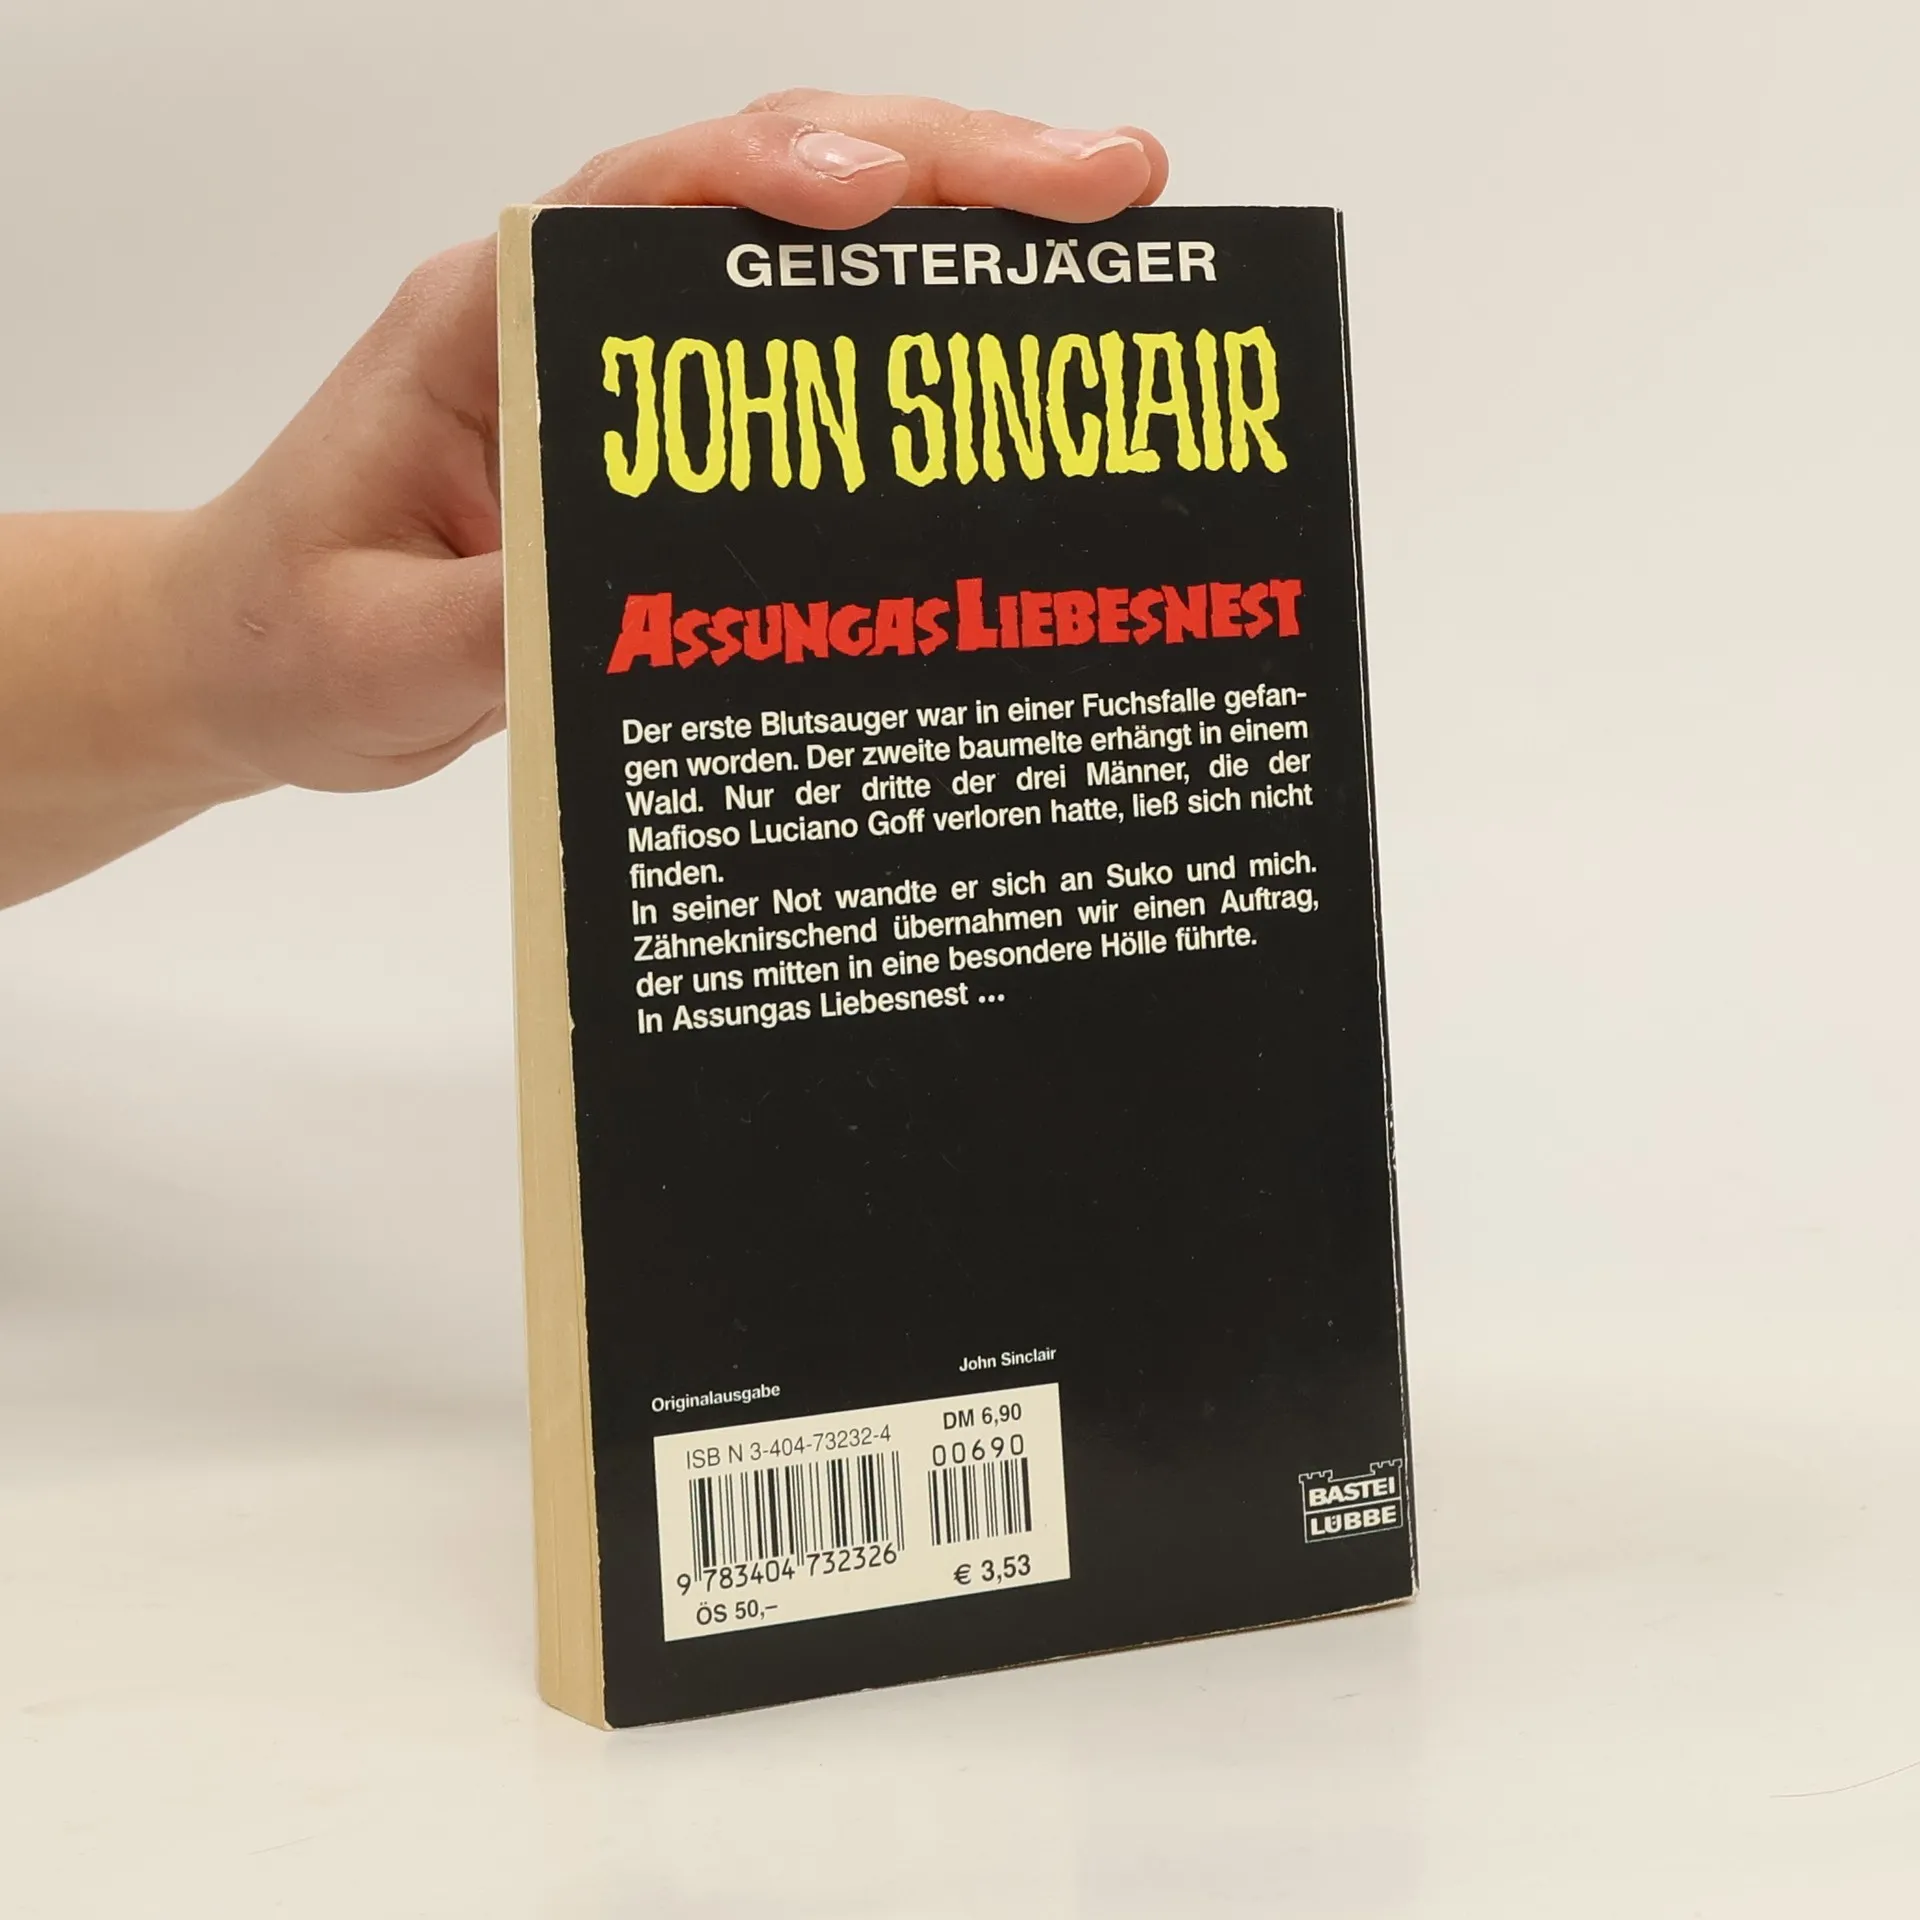 GEISTERJÄGER
JOHN SINCLAIR
ASSUNGAS LIEBESNEST
Der erste Blutsauger war in einer Fuchsfalle gefan-
gen worden. Der zweite baumelte erhängt in einem
Wald. Nur der dritte der drei Männer, die der
Mafioso Luciano Goff verloren hatte, ließ sich nicht
finden.
In seiner Not wandte er sich an Suko und mich.
Zähneknirschend übernahmen wir einen Auftrag,
der uns mitten in eine besondere Hölle führte.
In Assungas Liebesnest ...
Originalausgabe
John Sinclair
ISBN 3-404-73232-4
DM 6,90
00690
9 783404 732326
€ 3,53
ÖS 50,–
BASTEI
LÜBBE